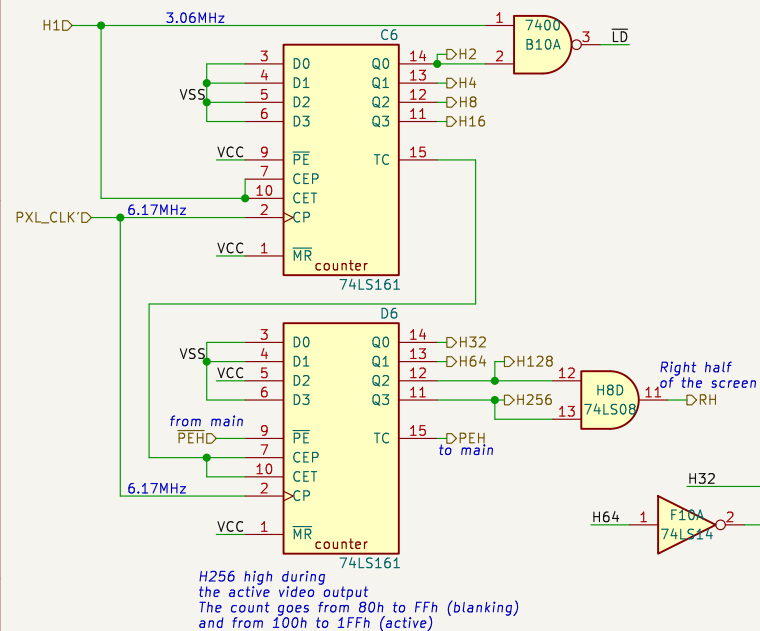 H1
3.06MHz
1
7400
B10A
3
LD
2
C6
3
D0
4
D1
VSS
5
D2
6
D3
VCC
9
PE
7
CEP
10
CET
PXL_CLK'
6.17MHz
2
CP
VCC
1
MR
counter
74LS161
Q0
14
H2
Q1
13
H4
Q2
12
H8
Q3
11
H16
TC
15
D6
3
D0
VSS
4
D1
VCC
5
D2
6
D3
from main
PEH
9
PE
7
CEP
10
CET
6.17MHz
2
CP
VCC
1
MR
counter
74LS161
Q0
14
H32
Q1
13
H64
H128
Q2
12
Q3
11
H256
TC
15
PEH
to main
12
H8D
74LS08
13
11
RH
Right half
of the screen
H32
H64
1
F10A
74LS14
2
H256 high during
the active video output
The count goes from 80h to FFh (blanking)
and from 100h to 1FFh (active)